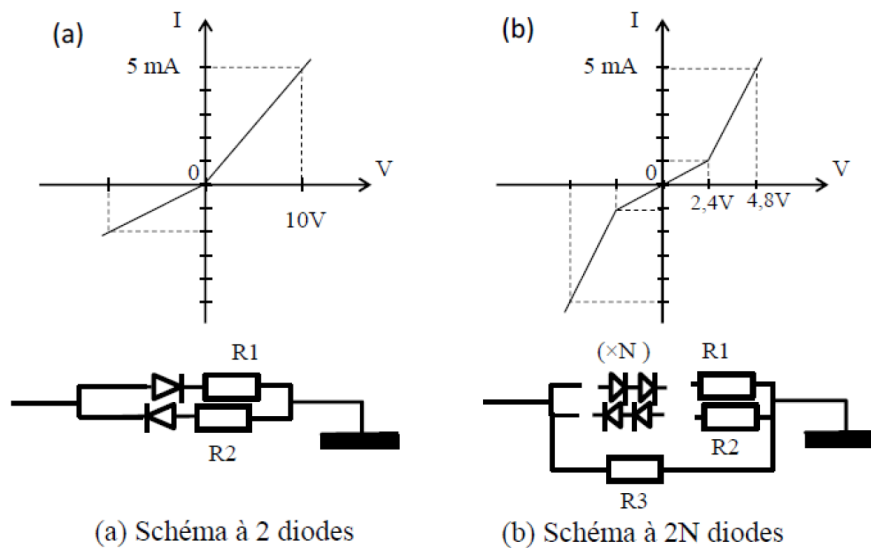 (a)
I
5 mA
0
V
10V
(b)
I
5 mA
0
V
2,4V
4,8V
R1
R2
(×N )
R1
R2
R3
(a) Schéma à 2 diodes
(b) Schéma à 2N diodes